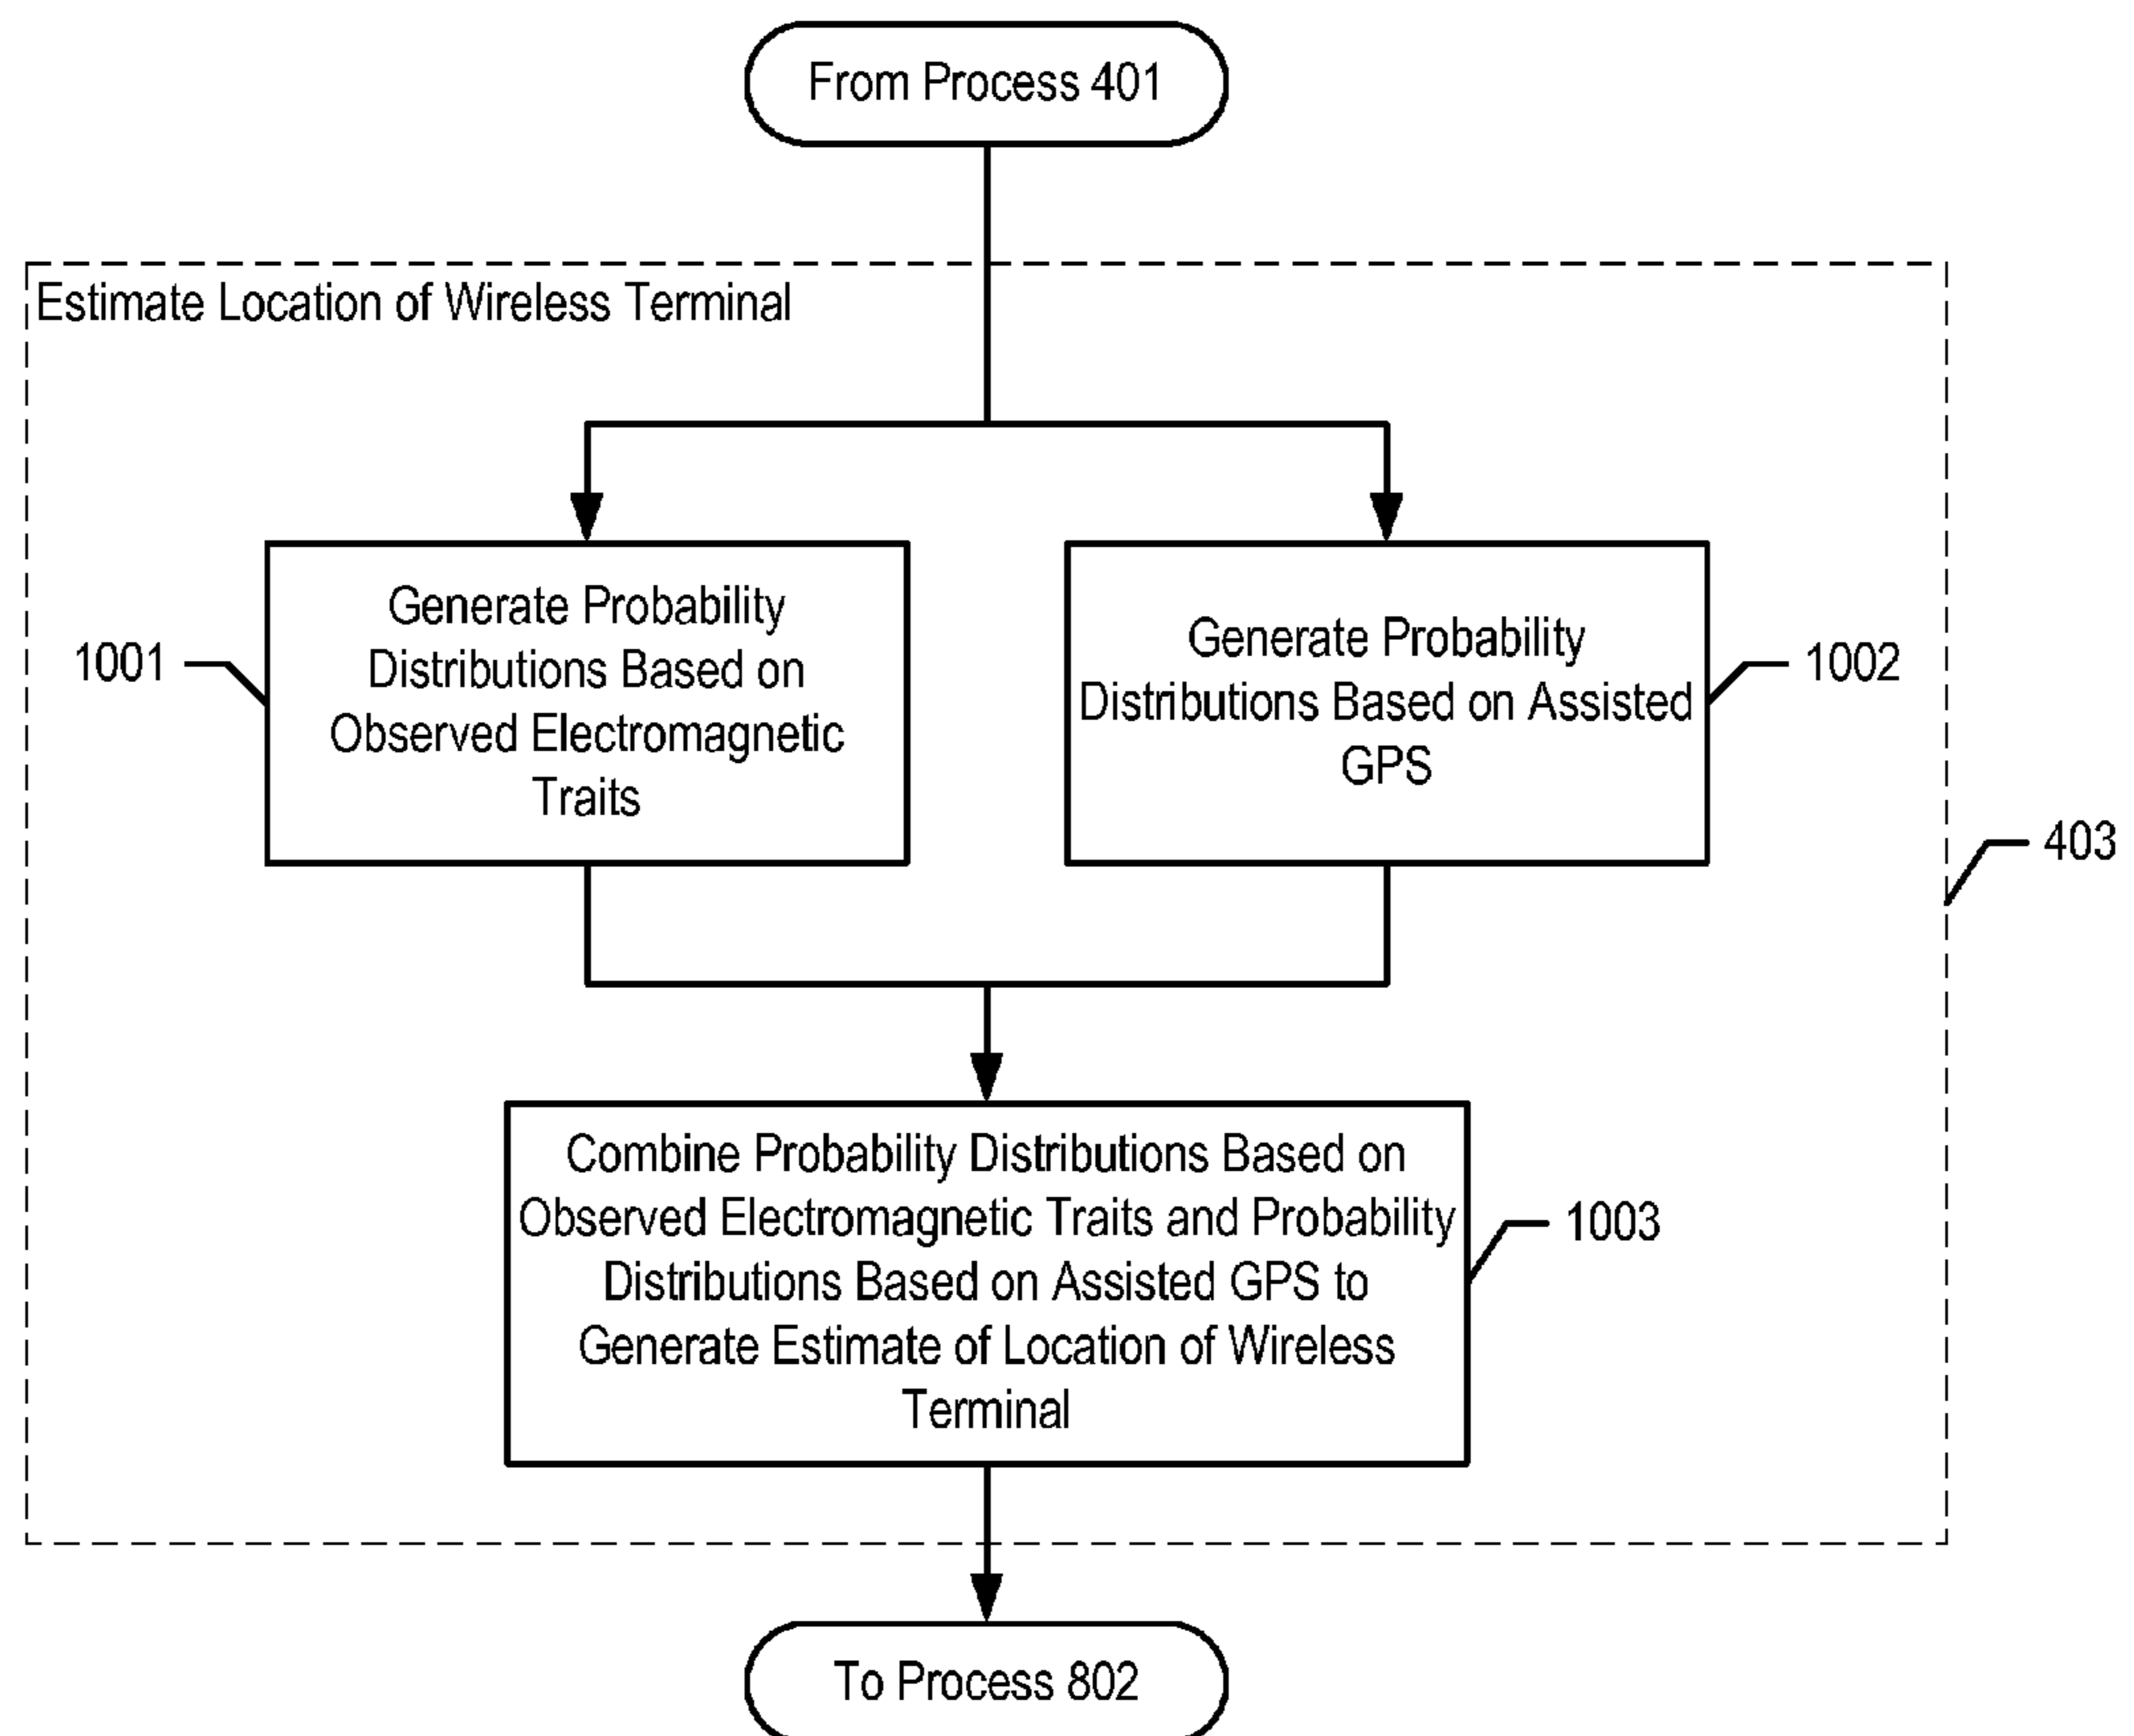 From Process 401
Estimate Location of Wireless Terminal
Generate Probability
Distributions Based on
Observed Electromagnetic
Traits
1001
Generate Probability
Distributions Based on Assisted
GPS
1002
403
Combine Probability Distributions Based on
Observed Electromagnetic Traits and Probability
Distributions Based on Assisted GPS to
Generate Estimate of Location of Wireless
Terminal
1003
To Process 802